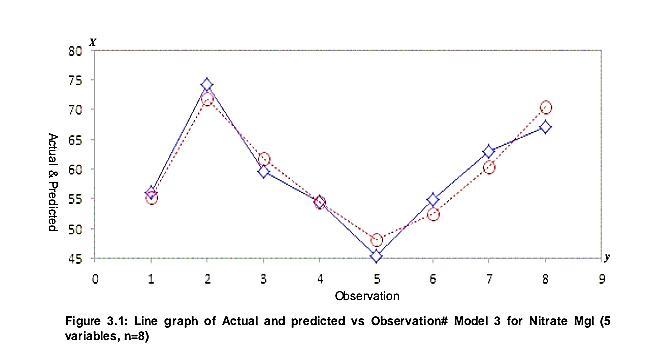 X
80
75
70
65
60
55
50
45
Actual & Predicted
0 1 2 3 4 5 6 7 8 9
y
Observation
Figure 3.1: Line graph of Actual and predicted vs Observation# Model 3 for Nitrate Mgl (5
variables, n=8)